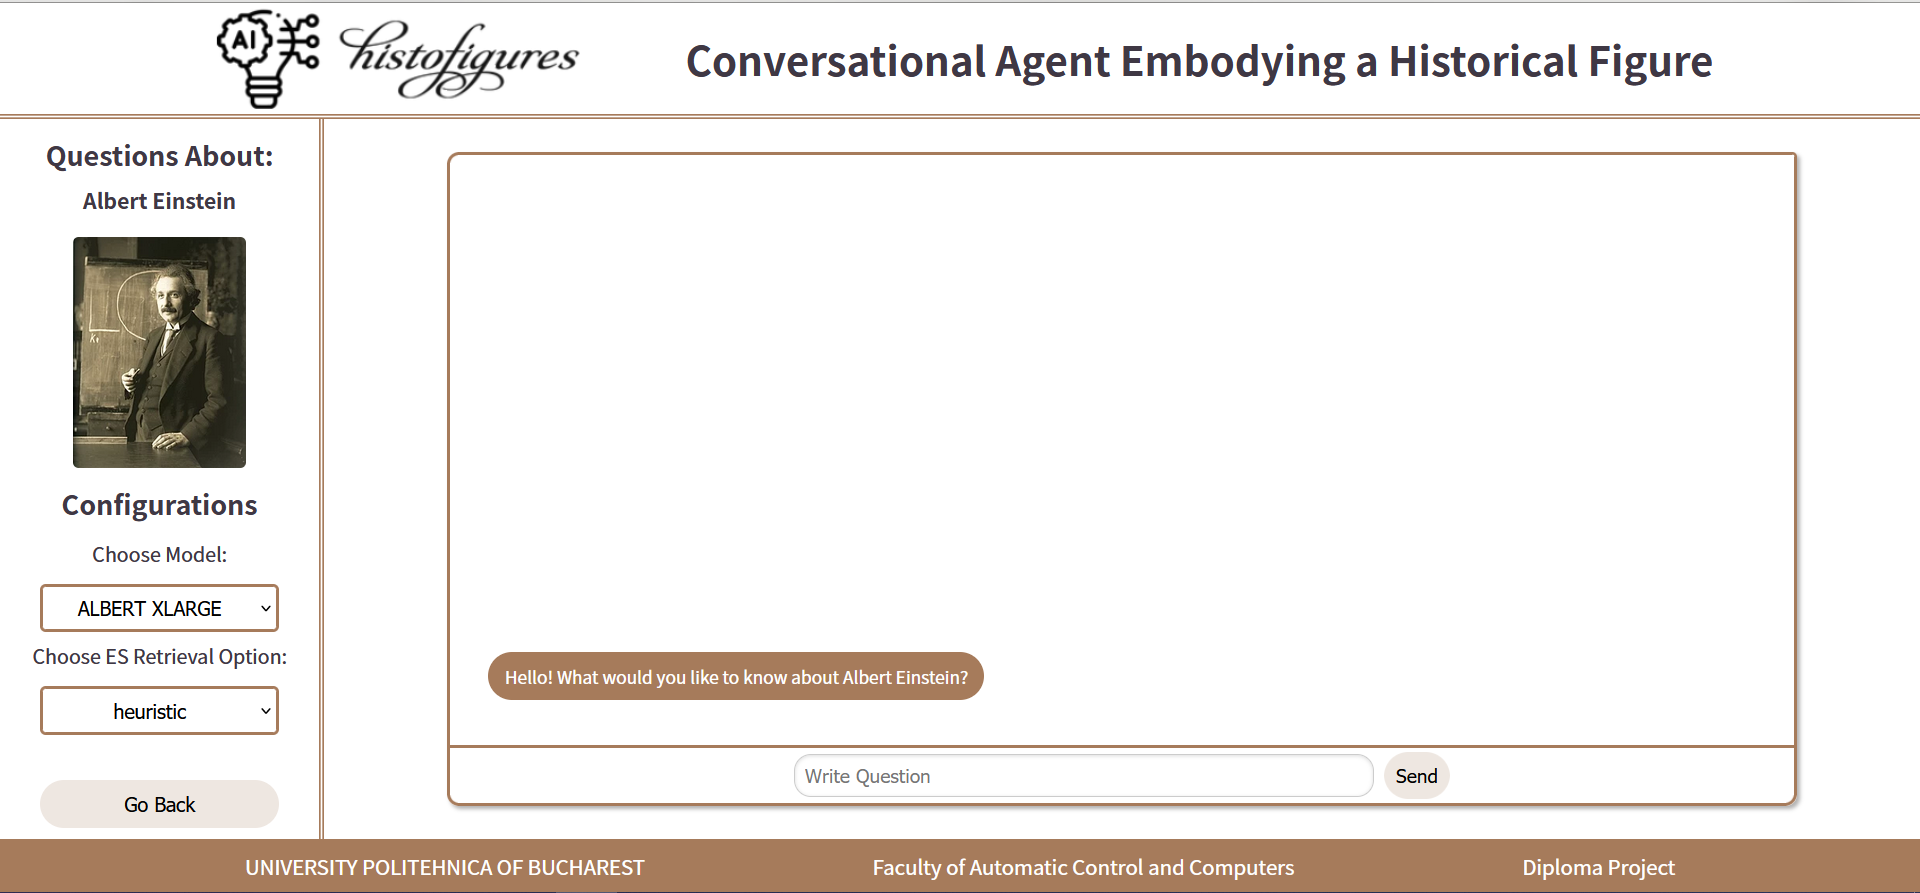 AI
histofigures
Conversational Agent Embodying a Historical Figure
Questions About:
Albert Einstein
Configurations
Choose Model:
ALBERT XLARGE
Choose ES Retrieval Option:
heuristic
Go Back
Hello! What would you like to know about Albert Einstein?
Write Question
Send
UNIVERSITY POLITEHNICA OF BUCHAREST
Faculty of Automatic Control and Computers
Diploma Project